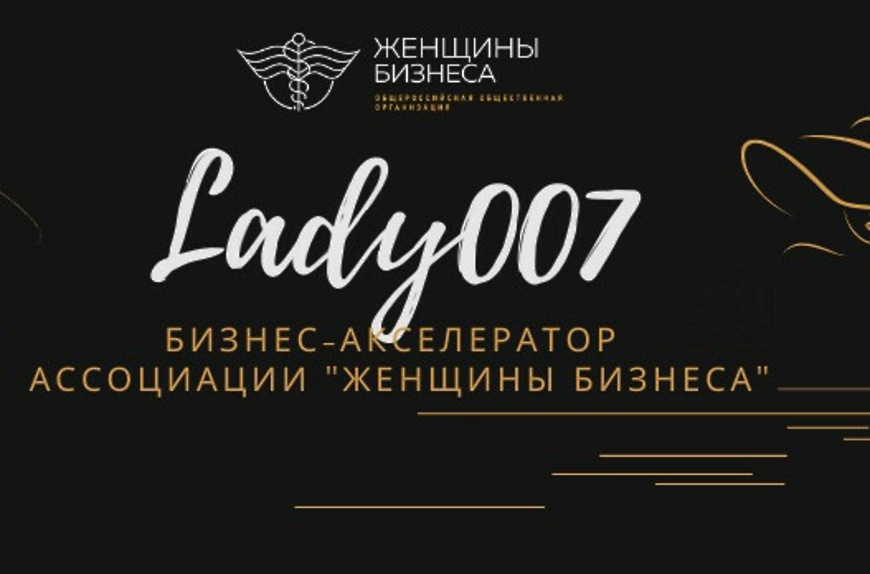 ЖЕНЩИНЫ
БИЗНЕСА
ОБЩЕРОССИЙСКАЯ ОБЩЕСТВЕННАЯ
ОРГАНИЗАЦИЯ
Lady007
БИЗНЕС-АКСЕЛЕРАТОР
АССОЦИАЦИИ "ЖЕНЩИНЫ БИЗНЕСА"